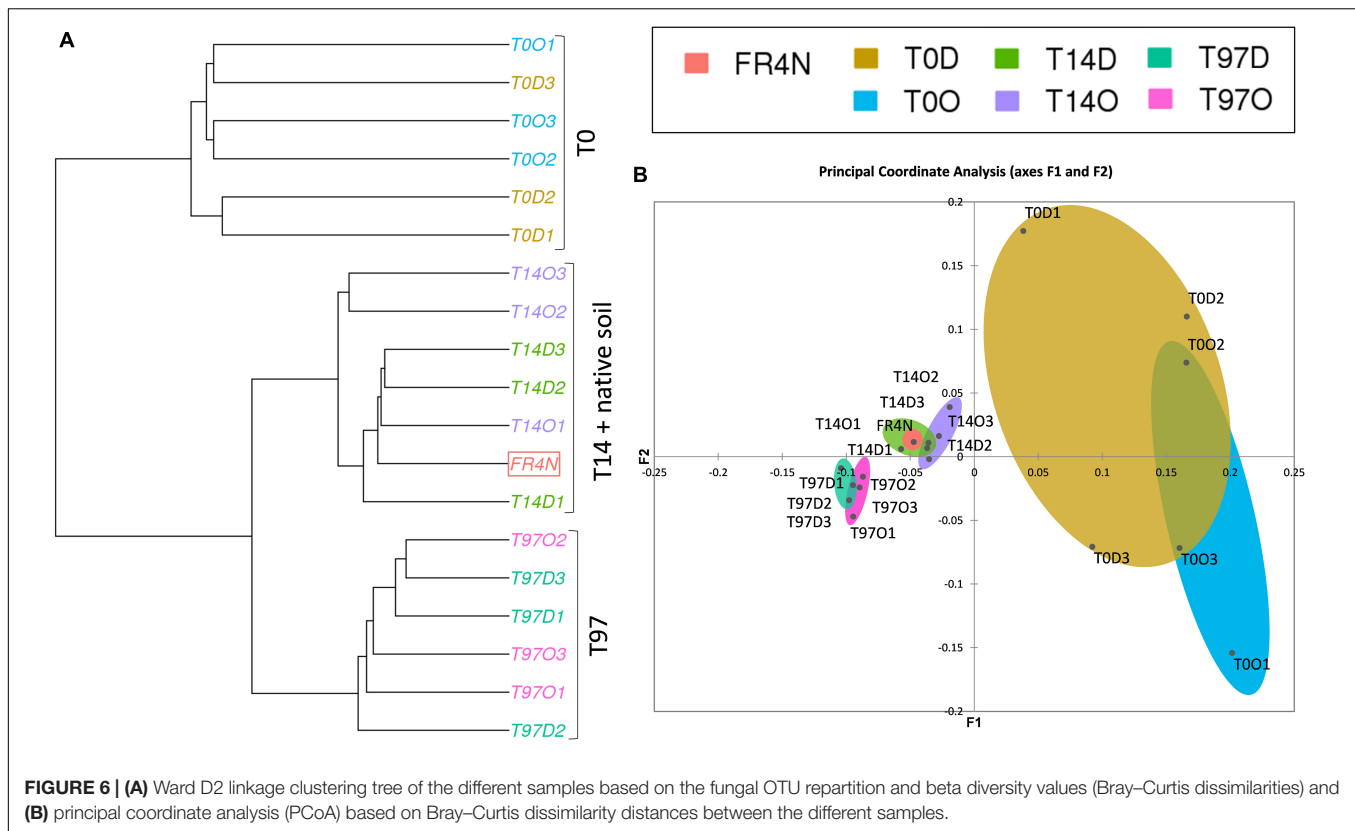 A
T0O1
T0D3
T0O3
T0O2
T0D2
T0D1
T0
T14O3
T14O2
T14D3
T14D2
T14O1
FR4N
T14D1
T14 + native soil
T97O2
T97D3
T97D1
T97O3
T97O1
T97D2
T97
FR4N T0D T14D T97D
T0O T14O T97O
B
Principal Coordinate Analysis (axes F1 and F2)
0.2
T0D1
0.15
T0D2
0.1
T0O2
T14O2
0.05
T14D3
T14O1 FR4N T14O3
T14D1 T14D2
F2 0
-0.25 -0.2 -0.15 -0.1 -0.05 0 0.05 0.1 0.15 0.2 0.25
T97D1 T97O2
T97D2 T97O3
T97D3 T97O1
-0.05
T0D3 T0O3
-0.1
-0.15
T0O1
-0.2
F1
FIGURE 6 | (A) Ward D2 linkage clustering tree of the different samples based on the fungal OTU repartition and beta diversity values (Bray–Curtis dissimilarities) and
(B) principal coordinate analysis (PCoA) based on Bray–Curtis dissimilarity distances between the different samples.